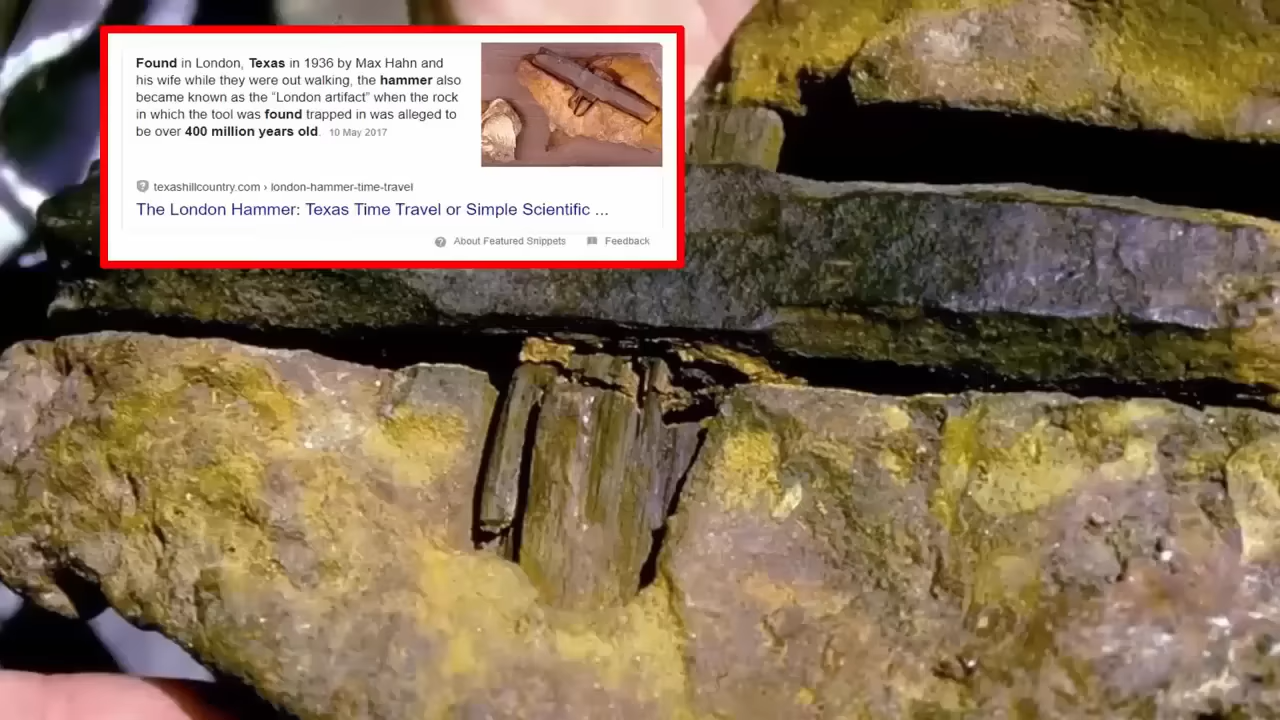 Found in London, Texas in 1936 by Max Hahn and
his wife while they were out walking, the hammer also
became known as the “London artifact” when the rock
in which the tool was found trapped in was alleged to
be over 400 million years old. 10 May 2017
texashillcountry.com › london-hammer-time-travel
The London Hammer: Texas Time Travel or Simple Scientific ...
About Featured Snippets Feedback